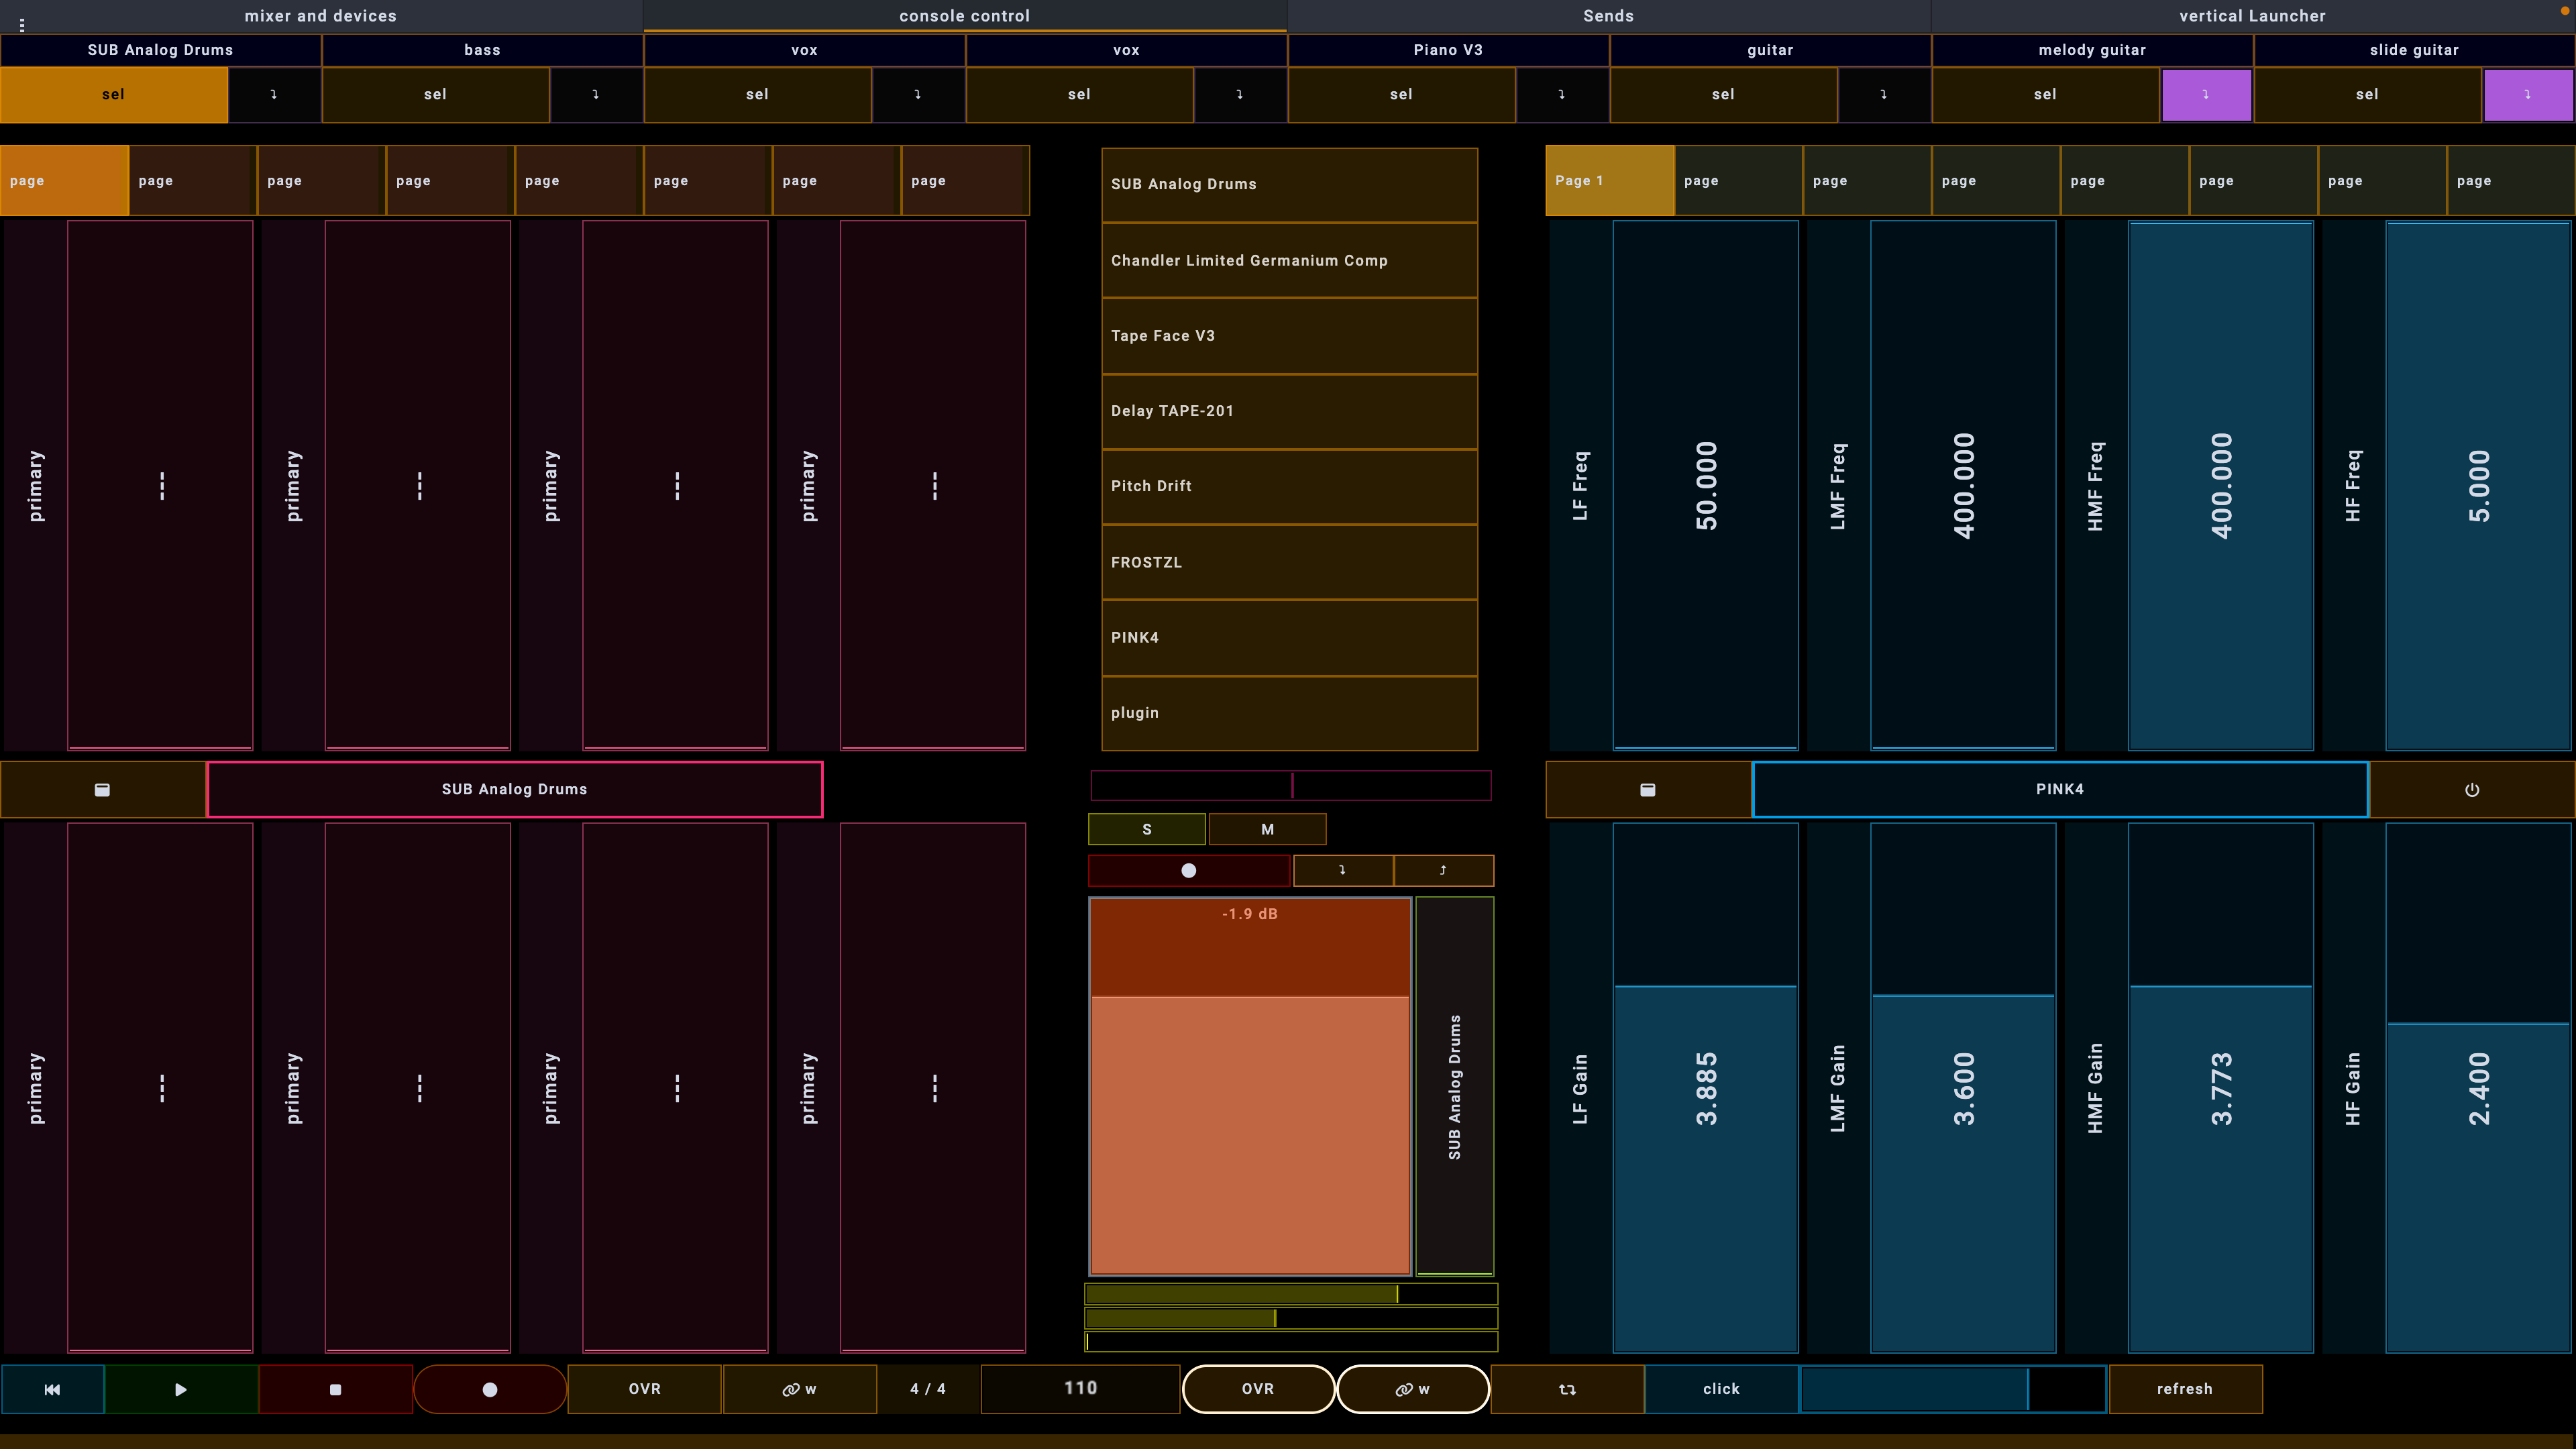 mixer and devices console control Sends vertical Launcher
SUB Analog Drums bass vox vox Piano V3 guitar melody guitar slide guitar
sel sel sel sel sel sel sel sel
page page page page page page page page
SUB Analog Drums
Chandler Limited Germanium Comp
Tape Face V3
Delay TAPE-201
Pitch Drift
FROSTZL
PINK4
plugin
Page 1 page page page page page page page
primary --- primary --- primary --- primary ---
LF Freq 50.000 LMF Freq 400.000 HMF Freq 400.000 HF Freq 5.000
SUB Analog Drums
PINK4
S M
-1.9 dB
SUB Analog Drums
primary --- primary --- primary --- primary ---
LF Gain 3.885 LMF Gain 3.600 HMF Gain 3.773 HF Gain 2.400
OVR w 4 / 4 110 OVR w click refresh